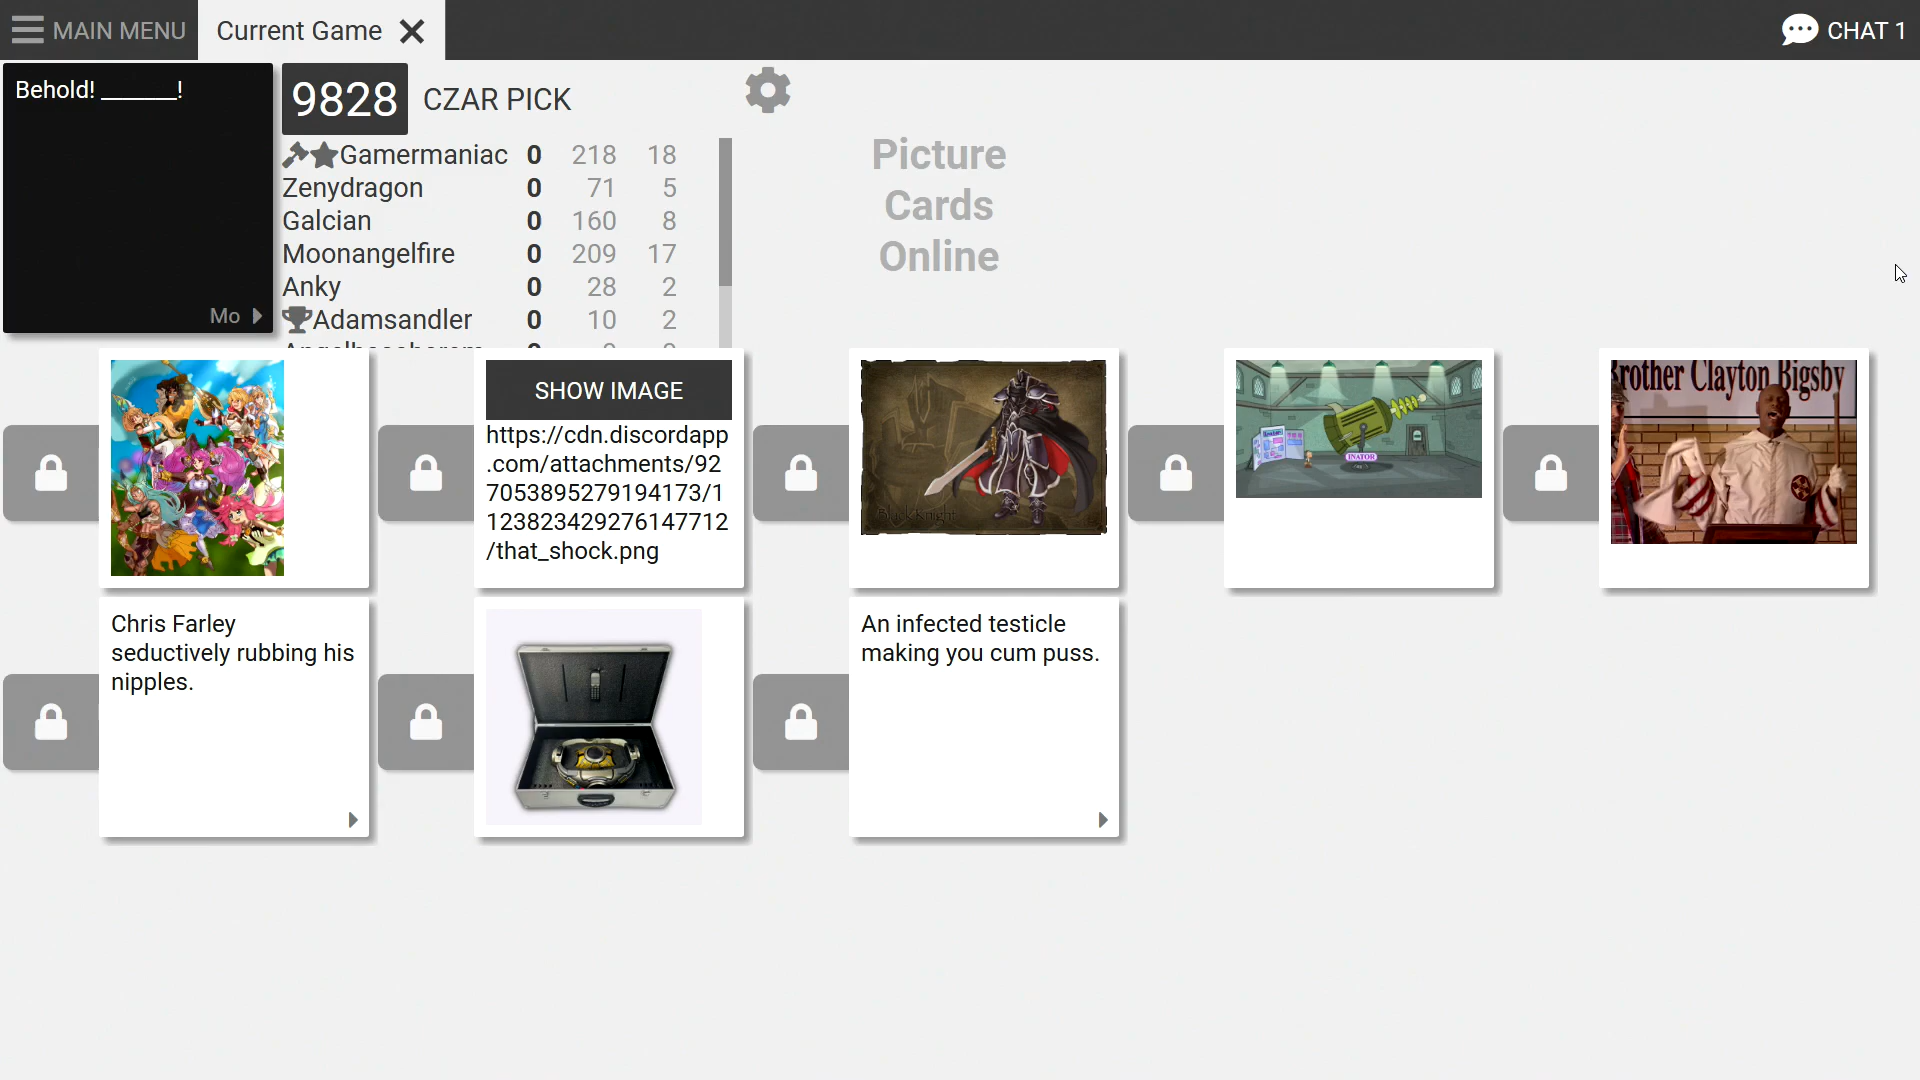 MAIN MENU
Current Game
CHAT 1
Behold! ______!
Mo
9828
CZAR PICK
Gamermaniac 0 218 18
Zenydragon 0 71 5
Galcian 0 160 8
Moonangelfire 0 209 17
Anky 0 28 2
Adamsandler 0 10 2
Picture
Cards
Online
SHOW IMAGE
https://cdn.discordapp
.com/attachments/92
7053895279194173/1
123823429276147712
/that_shock.png
Black Knight
INATOR
Brother Clayton Bigsby
Chris Farley
seductively rubbing his
nipples.
An infected testicle
making you cum puss.